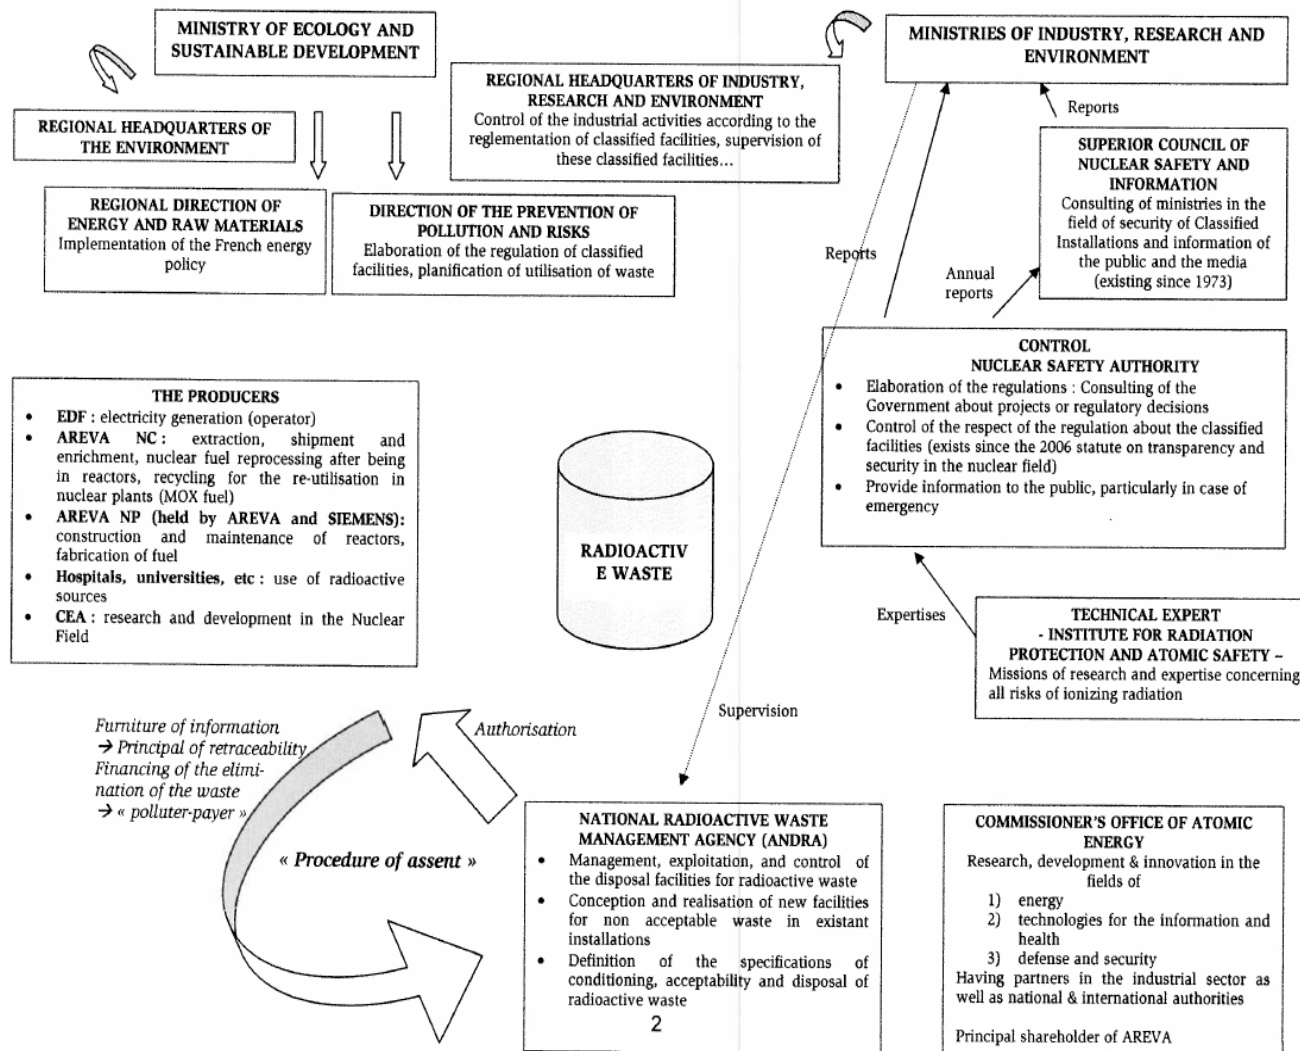 MINISTRY OF ECOLOGY AND
SUSTAINABLE DEVELOPMENT
MINISTRIES OF INDUSTRY, RESEARCH AND
ENVIRONMENT
REGIONAL HEADQUARTERS OF INDUSTRY,
RESEARCH AND ENVIRONMENT
Control of the industrial activities according to the
reglementation of classified facilities, supervision of
these classified facilities...
REGIONAL HEADQUARTERS OF
THE ENVIRONMENT
Reports
SUPERIOR COUNCIL OF
NUCLEAR SAFETY AND
INFORMATION
Consulting of ministries in the
field of security of Classified
Installations and information of
the public and the media
(existing since 1973)
REGIONAL DIRECTION OF
ENERGY AND RAW MATERIALS
Implementation of the French energy
policy
DIRECTION OF THE PREVENTION OF
POLLUTION AND RISKS
Elaboration of the regulation of classified
facilities, planification of utilisation of waste
Reports
Annual
reports
CONTROL
NUCLEAR SAFETY AUTHORITY
• Elaboration of the regulations : Consulting of the
Government about projects or regulatory decisions
• Control of the respect of the regulation about the classified
facilities (exists since the 2006 statute on transparency and
security in the nuclear field)
• Provide information to the public, particularly in case of
emergency
THE PRODUCERS
• EDF : electricity generation (operator)
• AREVA NC : extraction, shipment and
enrichment, nuclear fuel reprocessing after being
in reactors, recycling for the re-utilisation in
nuclear plants (MOX fuel)
• AREVA NP (held by AREVA and SIEMENS):
construction and maintenance of reactors,
fabrication of fuel
• Hospitals, universities, etc : use of radioactive
sources
• CEA : research and development in the Nuclear
Field
RADIOACTIV
E WASTE
Expertises
TECHNICAL EXPERT
- INSTITUTE FOR RADIATION
PROTECTION AND ATOMIC SAFETY –
Missions of research and expertise concerning
all risks of ionizing radiation
Supervision
Furniture of information
→ Principal of retraceability
Financing of the elimi-
nation of the waste
→ « polluter-payer »
Authorisation
« Procedure of assent »
NATIONAL RADIOACTIVE WASTE
MANAGEMENT AGENCY (ANDRA)
• Management, exploitation, and control of
the disposal facilities for radioactive waste
• Conception and realisation of new facilities
for non acceptable waste in existant
installations
• Definition of the specifications of
conditioning, acceptability and disposal of
radioactive waste
2
COMMISSIONER'S OFFICE OF ATOMIC
ENERGY
Research, development & innovation in the
fields of
1) energy
2) technologies for the information and
health
3) defense and security
Having partners in the industrial sector as
well as national & international authorities
Principal shareholder of AREVA